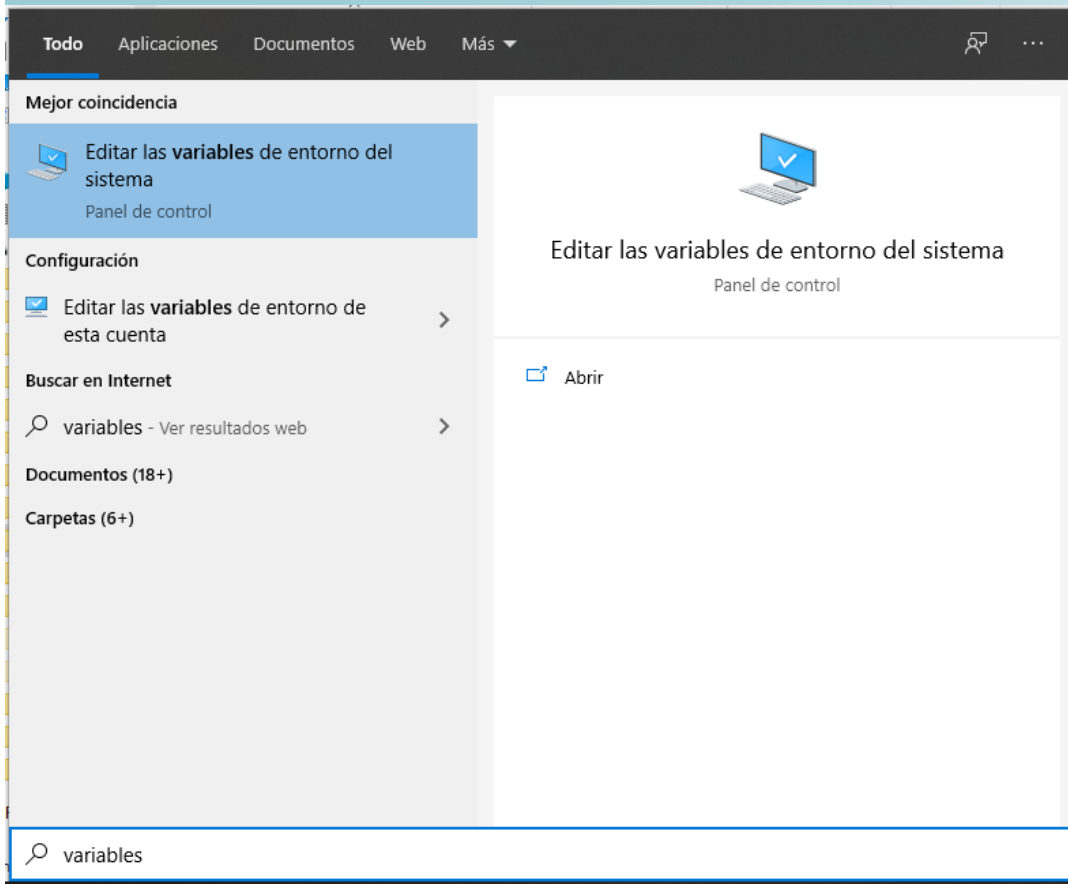 Todo Aplicaciones Documentos Web Más
Mejor coincidencia
Editar las variables de entorno del
sistema
Panel de control
Configuración
Editar las variables de entorno de
esta cuenta
Buscar en Internet
variables - Ver resultados web
Documentos (18+)
Carpetas (6+)
Editar las variables de entorno del sistema
Panel de control
Abrir
variables